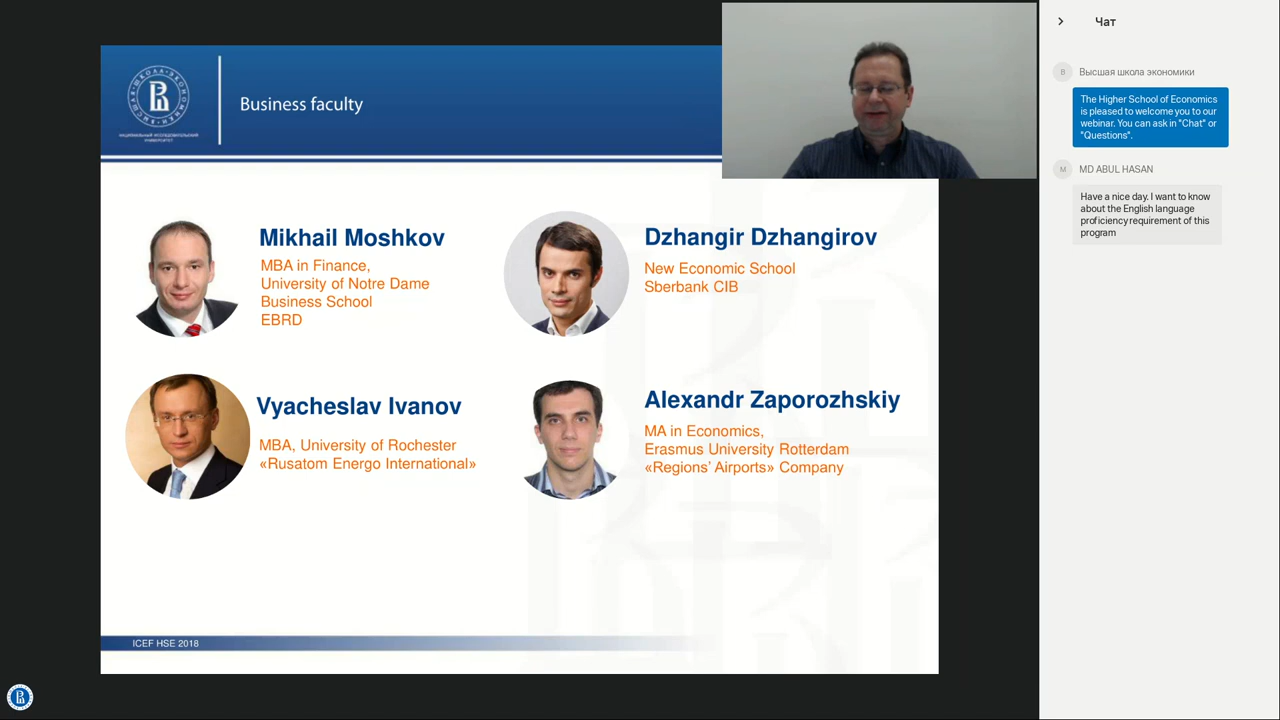 Business faculty
НАЦИОНАЛЬНЫЙ ИССЛЕДОВАТЕЛЬСКИЙ
УНИВЕРСИТЕТ
Mikhail Moshkov
MBA in Finance,
University of Notre Dame
Business School
EBRD
Dzhangir Dzhangirov
New Economic School
Sberbank CIB
Vyacheslav Ivanov
MBA, University of Rochester
«Rusatom Energo International»
Alexandr Zaporozhskiy
MA in Economics,
Erasmus University Rotterdam
«Regions’ Airports» Company
ICEF HSE 2018
Чат
В
Высшая школа экономики
The Higher School of Economics
is pleased to welcome you to our
webinar. You can ask in "Chat" or
"Questions".
M
MD ABUL HASAN
Have a nice day. I want to know
about the English language
proficiency requirement of this
program